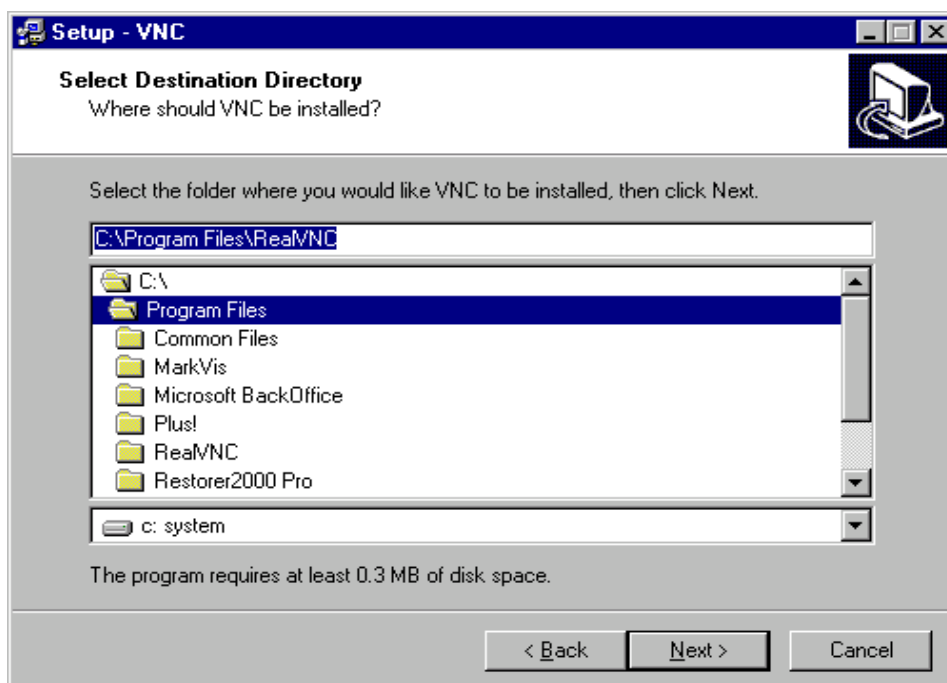 Setup - VNC
Select Destination Directory
Where should VNC be installed?
Select the folder where you would like VNC to be installed, then click Next.
C:\Program Files\RealVNC
C:\
Program Files
Common Files
MarkVis
Microsoft BackOffice
Plus!
RealVNC
Restorer2000 Pro
c: system
The program requires at least 0.3 MB of disk space.
< Back Next > Cancel